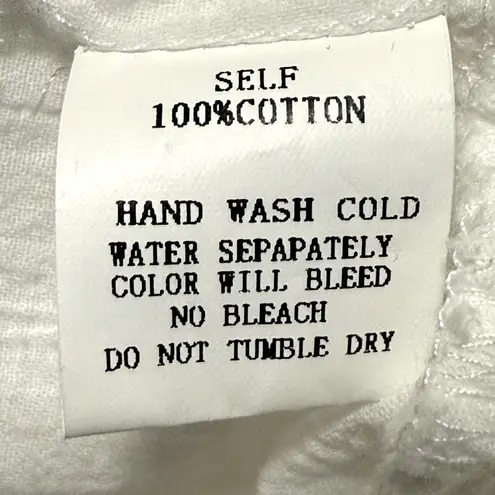 SELF
100%COTTON
HAND WASH COLD
WATER SEPAPATELY
COLOR WILL BLEED
NO BLEACH
DO NOT TUMBLE DRY